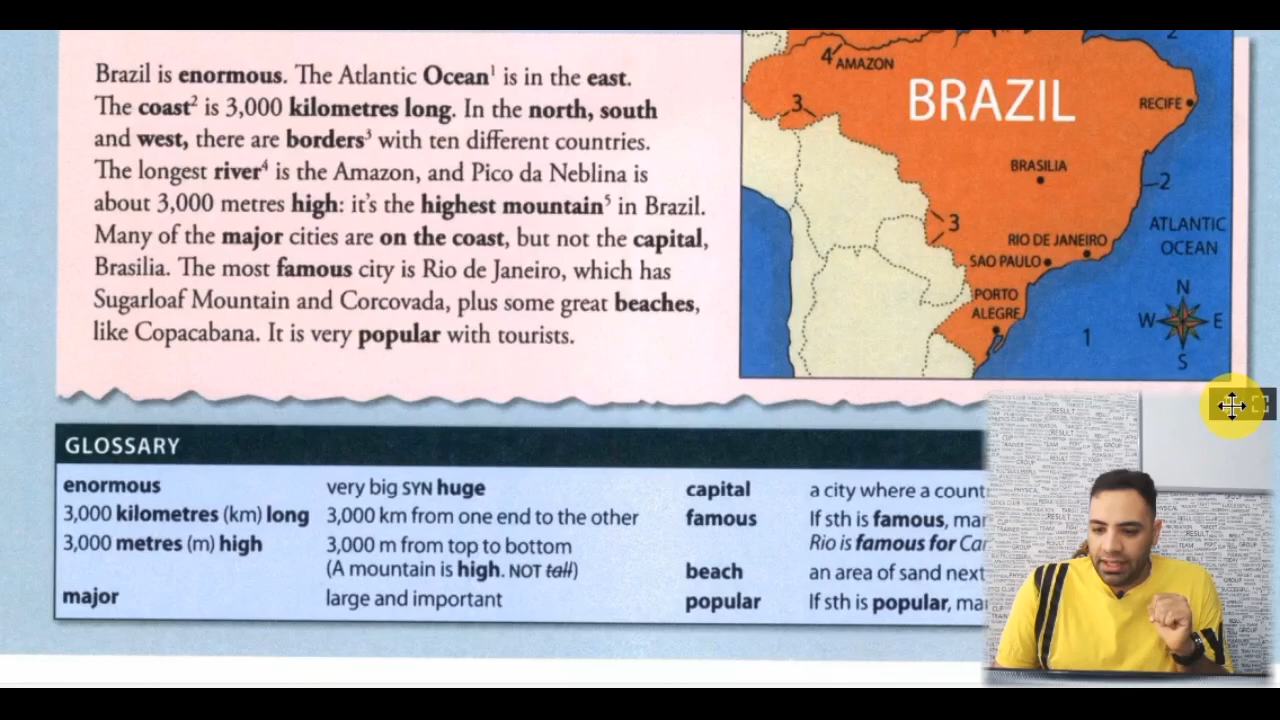 Brazil is enormous. The Atlantic Ocean¹ is in the east.
The coast² is 3,000 kilometres long. In the north, south
and west, there are borders³ with ten different countries.
The longest river⁴ is the Amazon, and Pico da Neblina is
about 3,000 metres high: it's the highest mountain⁵ in Brazil.
Many of the major cities are on the coast, but not the capital,
Brasilia. The most famous city is Rio de Janeiro, which has
Sugarloaf Mountain and Corcovada, plus some great beaches,
like Copacabana. It is very popular with tourists.
2
4 AMAZON
BRAZIL
3
RECIFE
BRASILIA
2
3
ATLANTIC
OCEAN
RIO DE JANEIRO
SAO PAULO
PORTO
ALEGRE
N
W E
S
1
GLOSSARY
enormous very big SYN huge
3,000 kilometres (km) long 3,000 km from one end to the other
3,000 metres (m) high 3,000 m from top to bottom
(A mountain is high. NOT tall)
major large and important
capital a city where a count
famous If sth is famous, mar
Rio is famous for Car
beach an area of sand next
popular If sth is popular, ma